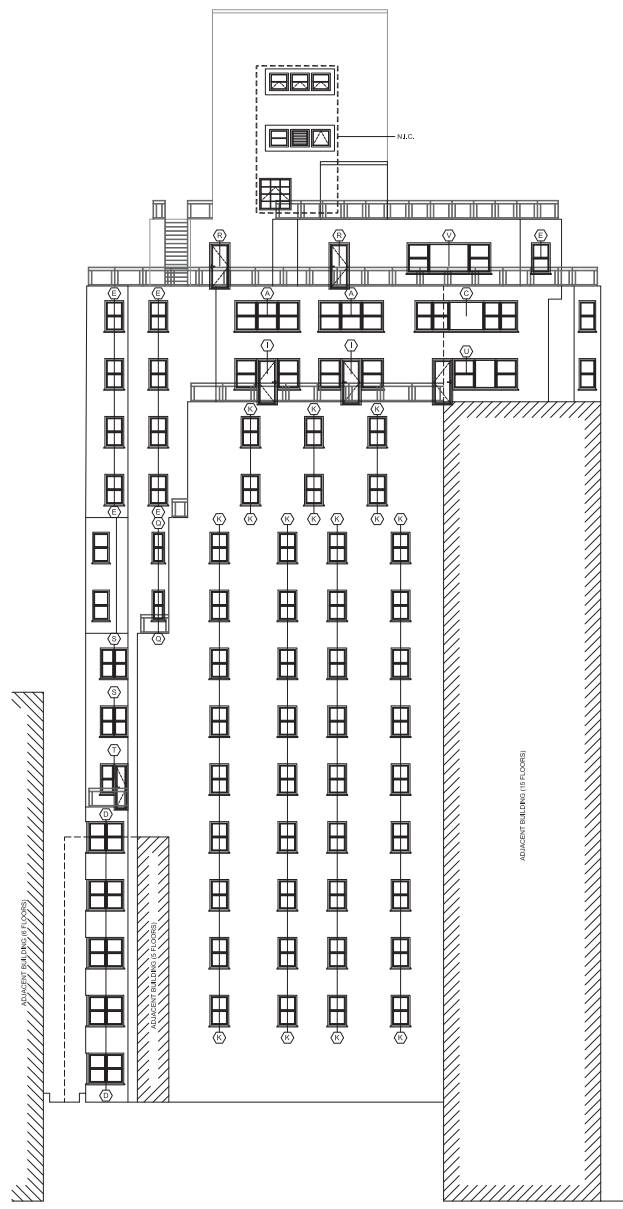 N.I.C.
R
R
V
E
E
E
A
A
C
I
I
U
K
K
K
E
E
K
K
K
Q
K
K
K
K
Q
S
S
T
D
ADJACENT BUILDING (15 FLOORS)
ADJACENT BUILDING (6 FLOORS)
ADJACENT BUILDING (5 FLOORS)
K
K
K
K
D